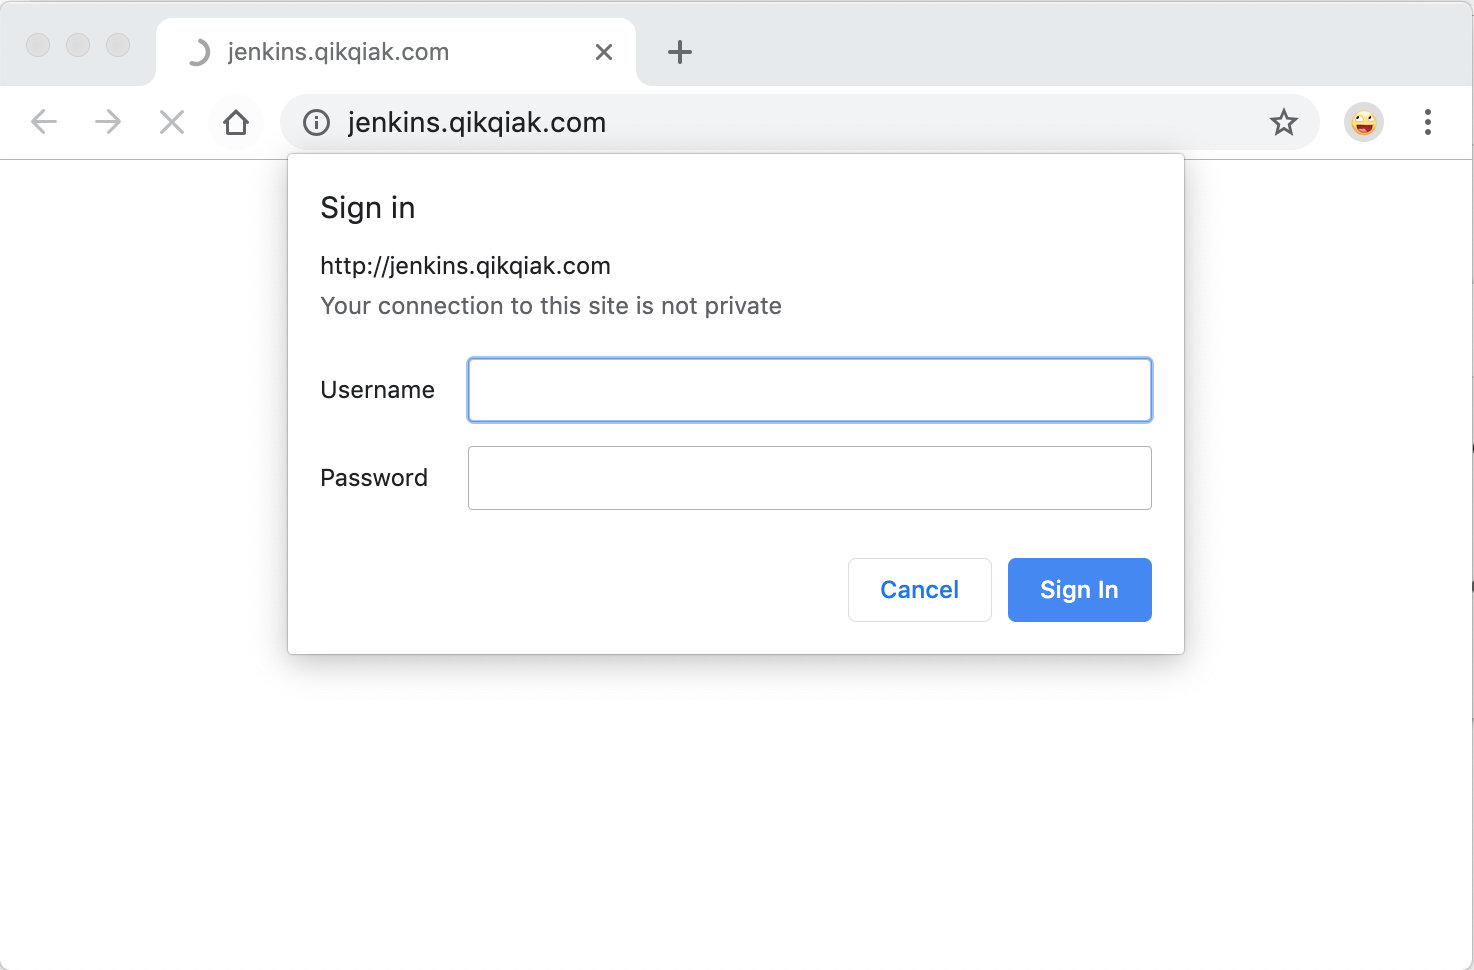 jenkins.qikqiak.com
jenkins.qikqiak.com
Sign in
http://jenkins.qikqiak.com
Your connection to this site is not private
Username
Password
Cancel Sign In